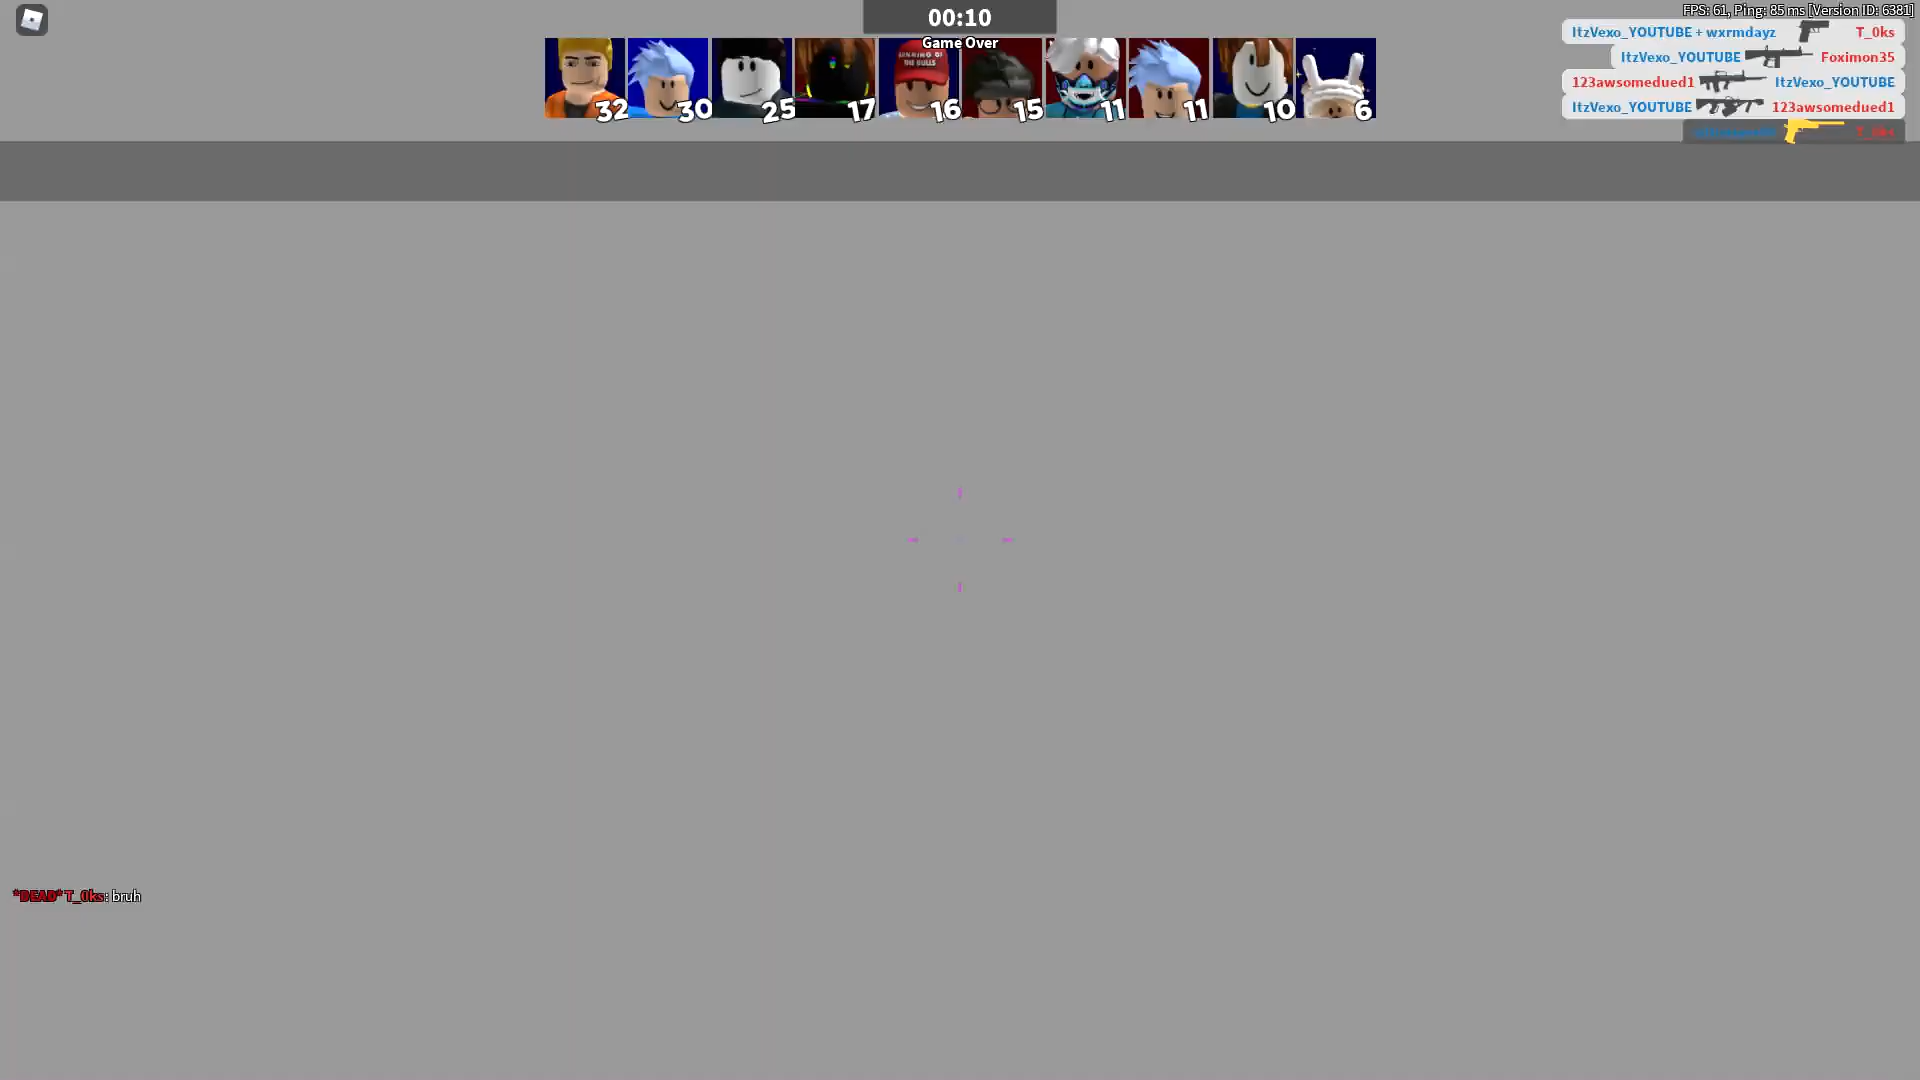 00:10
Game Over
FPS: 61, Ping: 85 ms [Version ID: 6381]
32 30 25 17 16 15 11 11 10 6
ItzVexo_YOUTUBE + wxrmdayz T_0ks
ItzVexo_YOUTUBE Foximon35
123awsomedued1 ItzVexo_YOUTUBE
ItzVexo_YOUTUBE 123awsomedued1
T_0ks
*DEAD* T_0ks: bruh